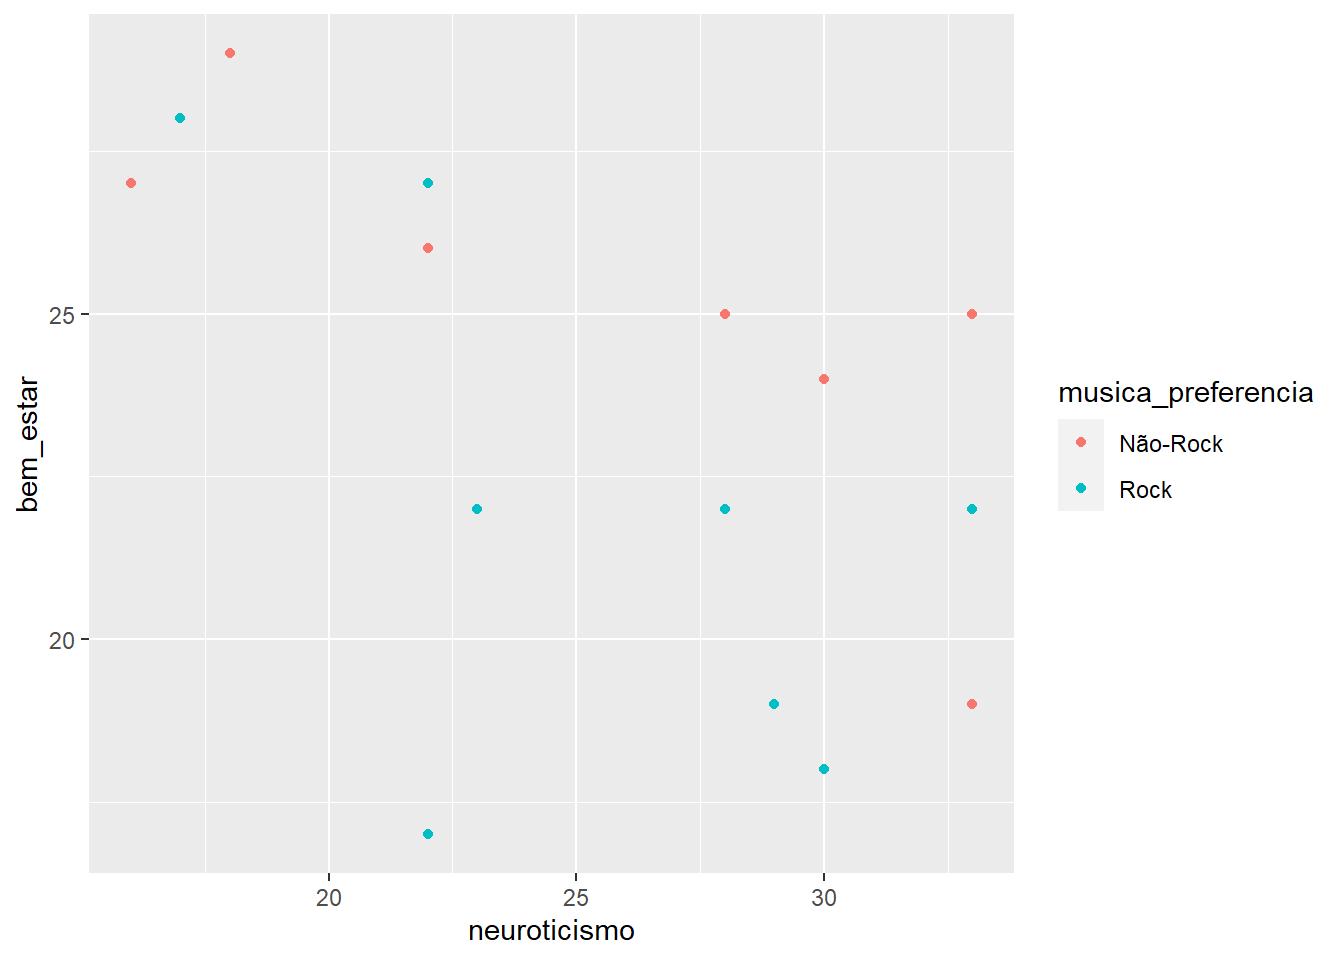 25
20
bem_estar
20
25
30
neuroticismo
musica_preferencia
Não-Rock
Rock